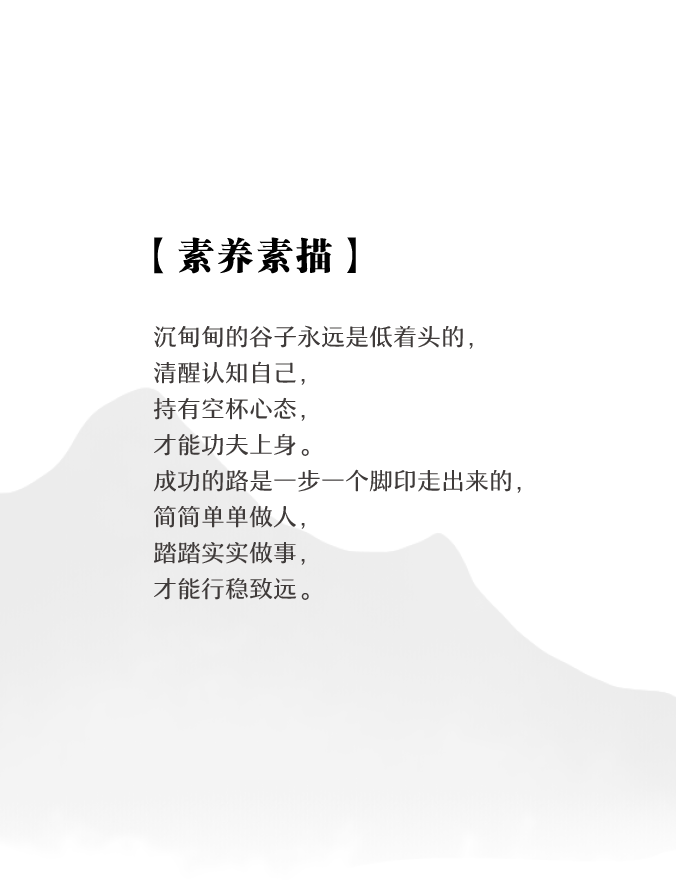 【素养素描】
沉甸甸的谷子永远是低着头的，
清醒认知自己，
持有空杯心态，
才能功夫上身。
成功的路是一步一个脚印走出来的，
简简单单做人，
踏踏实实做事，
才能行稳致远。